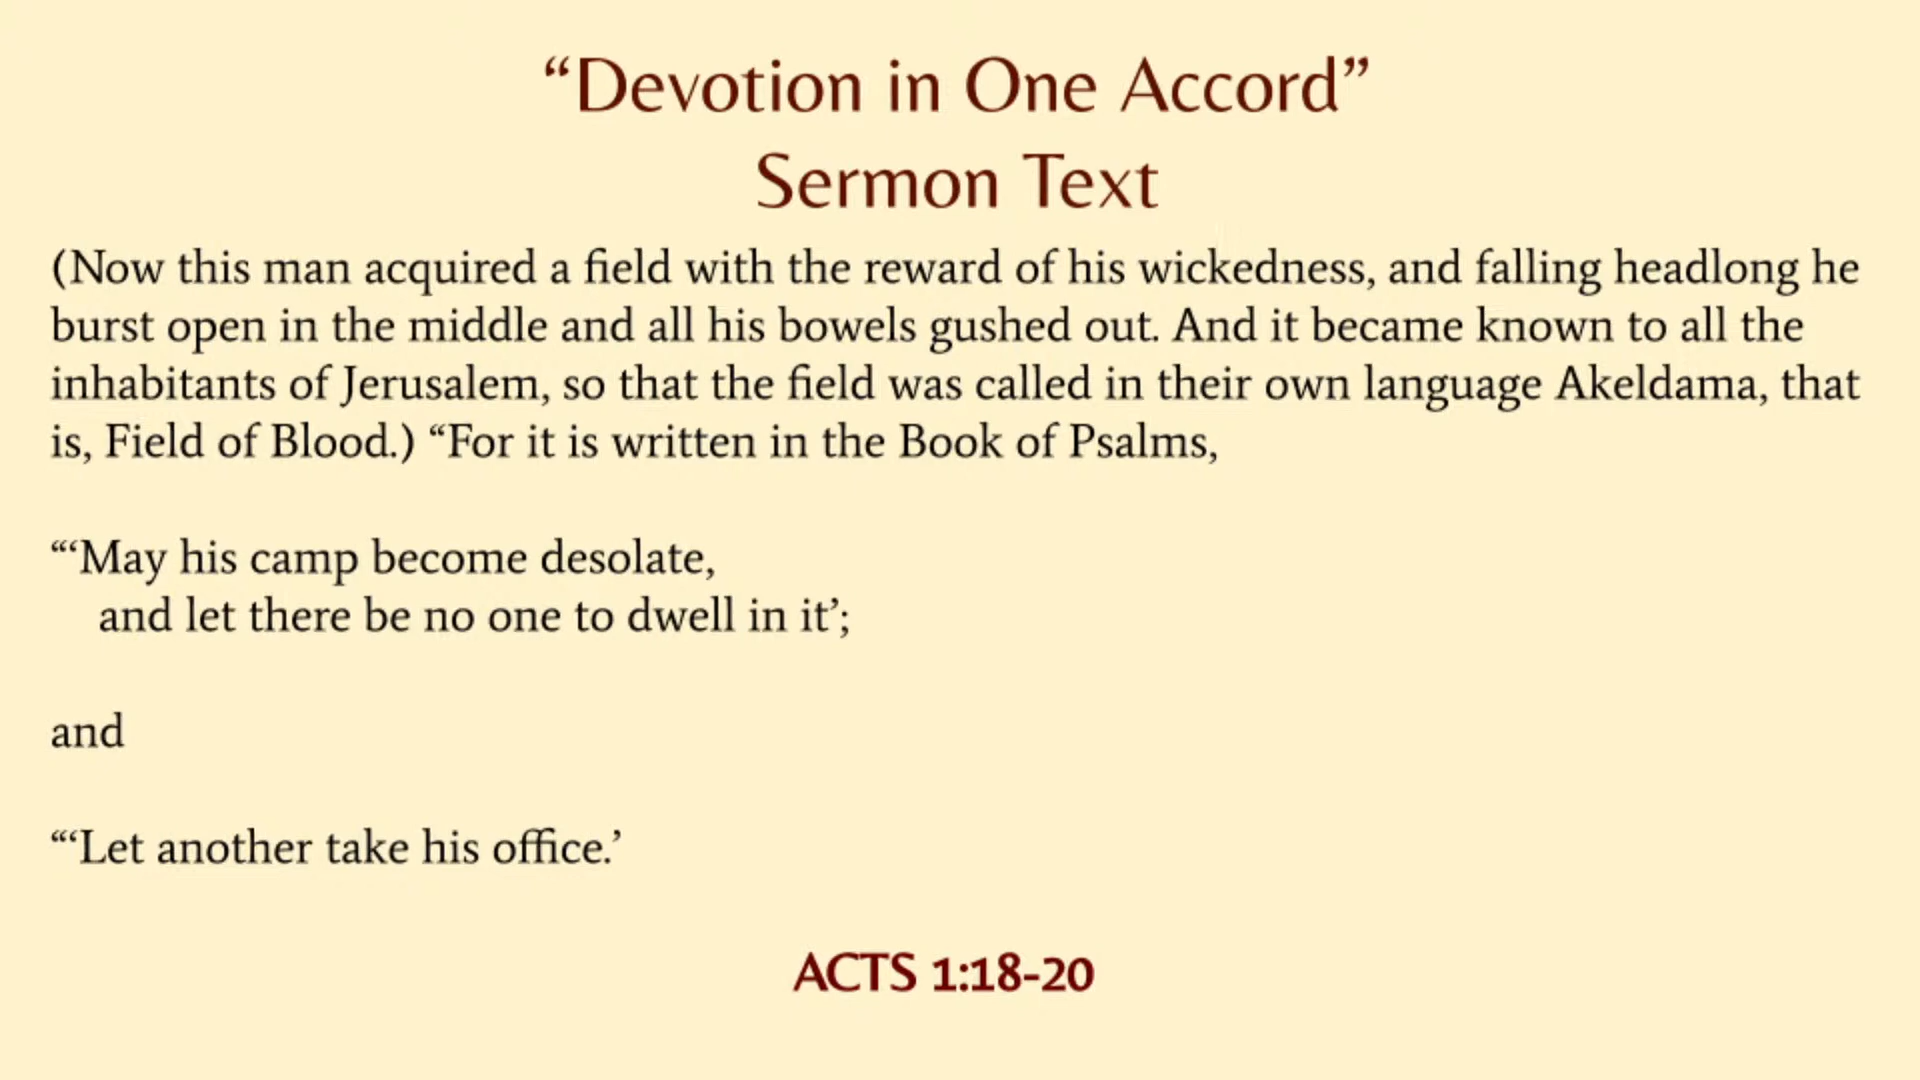 “Devotion in One Accord”
Sermon Text
(Now this man acquired a field with the reward of his wickedness, and falling headlong he
burst open in the middle and all his bowels gushed out. And it became known to all the
inhabitants of Jerusalem, so that the field was called in their own language Akeldama, that
is, Field of Blood.) “For it is written in the Book of Psalms,
“‘May his camp become desolate,
and let there be no one to dwell in it’;
and
“‘Let another take his office.’
ACTS 1:18-20